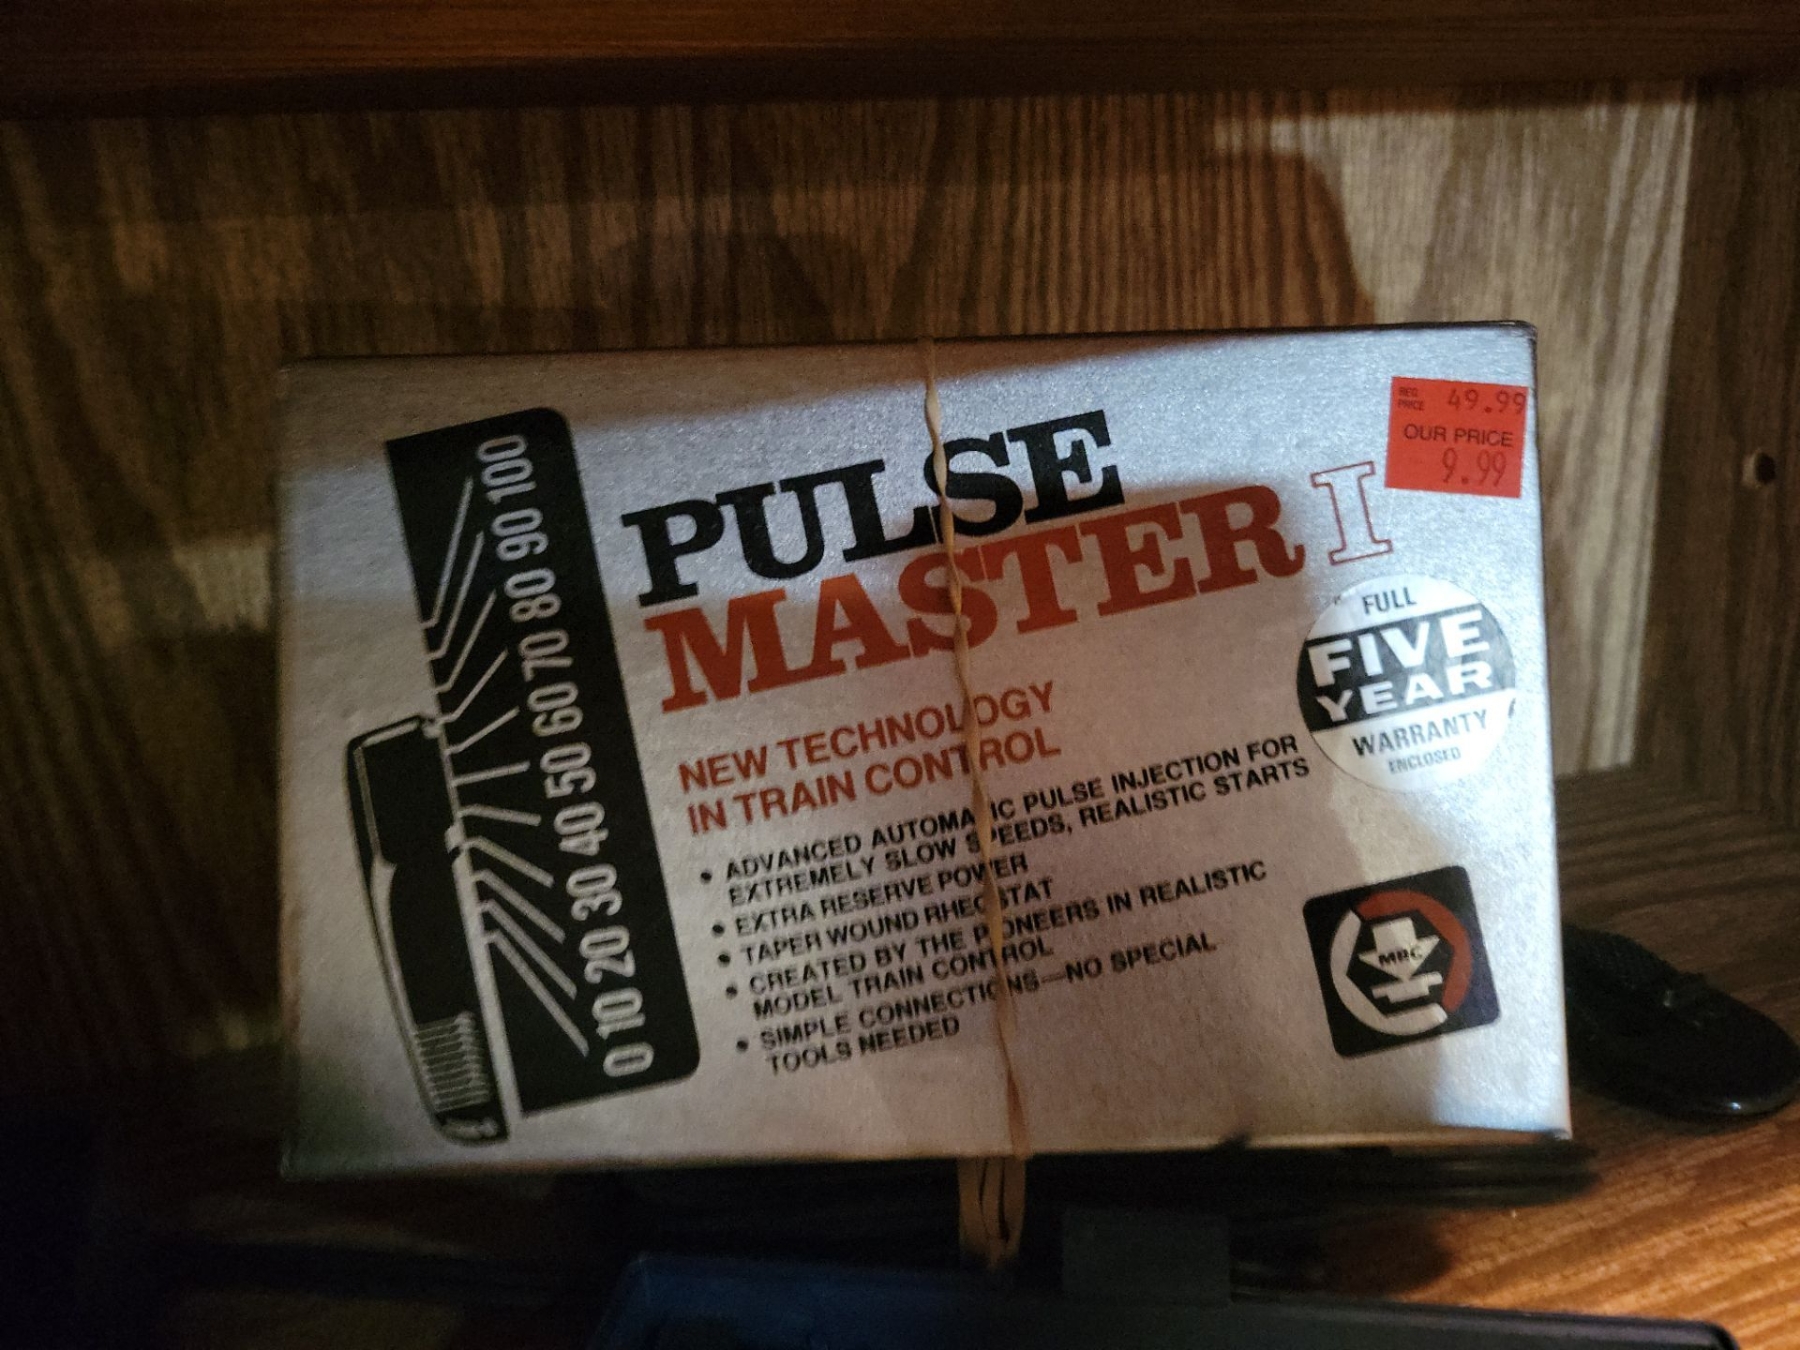 REG. PRICE 49.99
OUR PRICE
9.99
PULSE
MASTER I
FULL
FIVE
YEAR
WARRANTY
ENCLOSED
NEW TECHNOLOGY
IN TRAIN CONTROL
• ADVANCED AUTOMATIC PULSE INJECTION FOR
EXTREMELY SLOW SPEEDS, REALISTIC STARTS
• EXTRA RESERVE POWER
• TAPER WOUND RHEOSTAT
• CREATED BY THE PIONEERS IN REALISTIC
MODEL TRAIN CONTROL
• SIMPLE CONNECTIONS—NO SPECIAL
TOOLS NEEDED
0 10 20 30 40 50 60 70 80 90 100
MRC